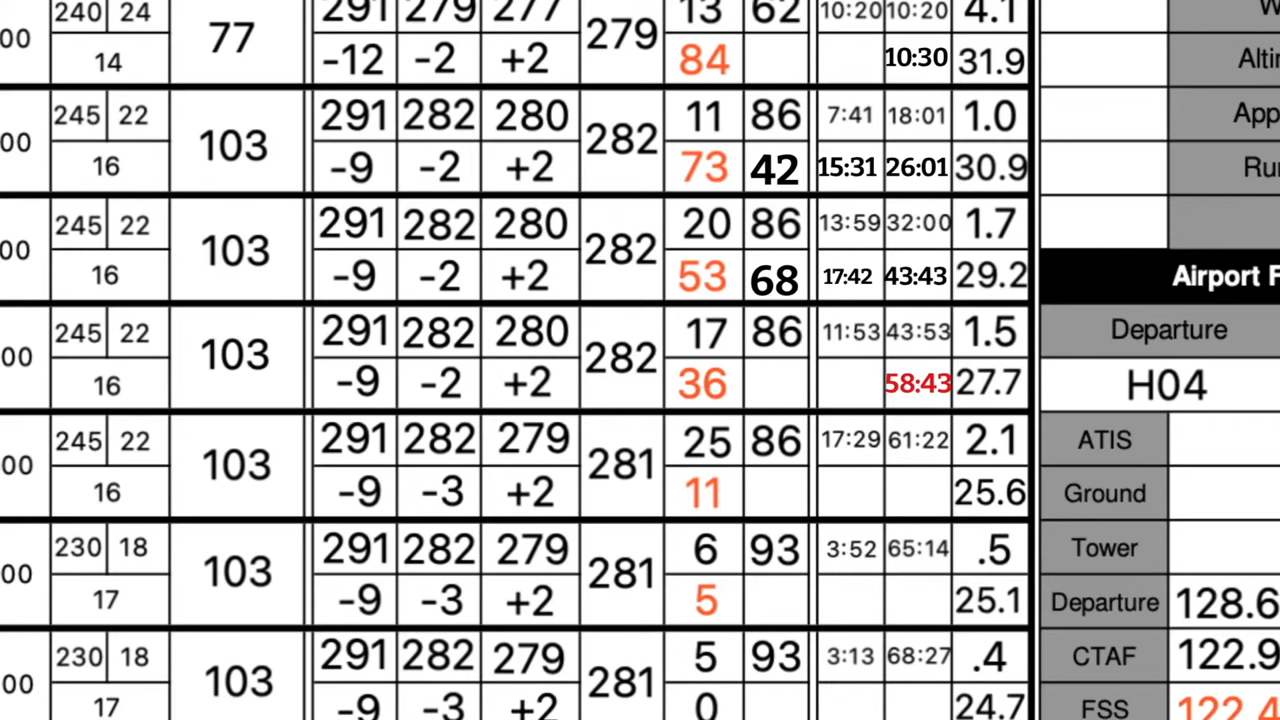 240 24 291 279 277 13 62 10:20 10:20 4.1
00 77 279
14 -12 -2 +2 84 10:30 31.9
245 22 291 282 280 11 86 7:41 18:01 1.0
00 103 282
16 -9 -2 +2 73 42 15:31 26:01 30.9
245 22 291 282 280 20 86 13:59 32:00 1.7
00 103 282
16 -9 -2 +2 53 68 17:42 43:43 29.2
Airport
245 22 291 282 280 17 86 11:53 43:53 1.5 Departure
00 103 282
16 -9 -2 +2 36 58:43 27.7 H04
245 22 291 282 279 25 86 17:29 61:22 2.1 ATIS
00 103 281
16 -9 -3 +2 11 25.6 Ground
230 18 291 282 279 6 93 3:52 65:14 .5 Tower
00 103 281
17 -9 -3 +2 5 25.1 Departure 128.6
230 18 291 282 279 5 93 3:13 68:27 .4 CTAF 122.9
00 103 281
17 -9 -3 +2 0 24.7 FSS 122.4